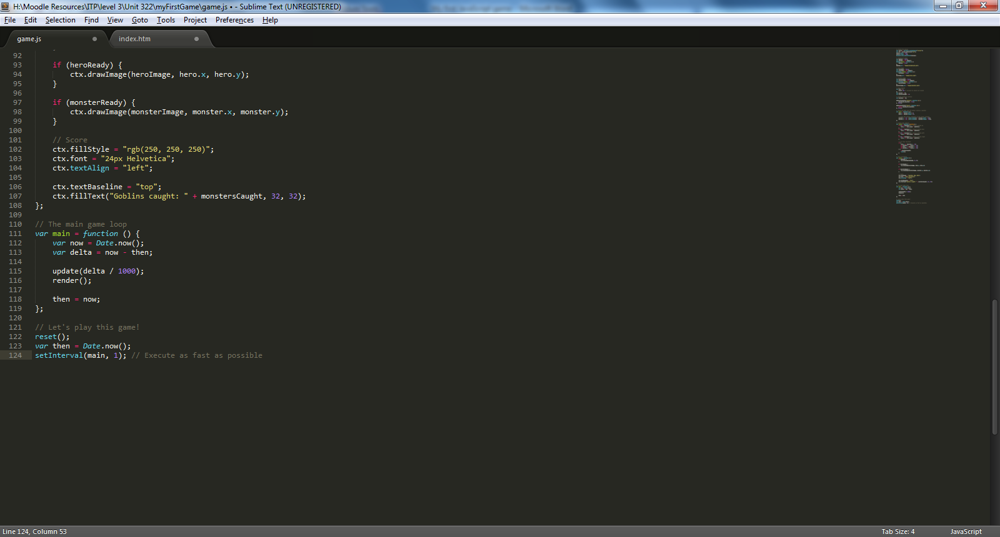 H:\Moodle Resources\ITP\level 3\Unit 322\myFirstGame\game.js • - Sublime Text (UNREGISTERED)
File Edit Selection Find View Goto Tools Project Preferences Help
game.js index.htm
92
93 if (heroReady) {
94 ctx.drawImage(heroImage, hero.x, hero.y);
95 }
96
97 if (monsterReady) {
98 ctx.drawImage(monsterImage, monster.x, monster.y);
99 }
100
101 // Score
102 ctx.fillStyle = "rgb(250, 250, 250)";
103 ctx.font = "24px Helvetica";
104 ctx.textAlign = "left";
105
106 ctx.textBaseline = "top";
107 ctx.fillText("Goblins caught: " + monstersCaught, 32, 32);
108 };
109
110 // The main game loop
111 var main = function () {
112 var now = Date.now();
113 var delta = now - then;
114
115 update(delta / 1000);
116 render();
117
118 then = now;
119 };
120
121 // Let's play this game!
122 reset();
123 var then = Date.now();
124 setInterval(main, 1); // Execute as fast as possible
Line 124, Column 53 Tab Size: 4 JavaScript